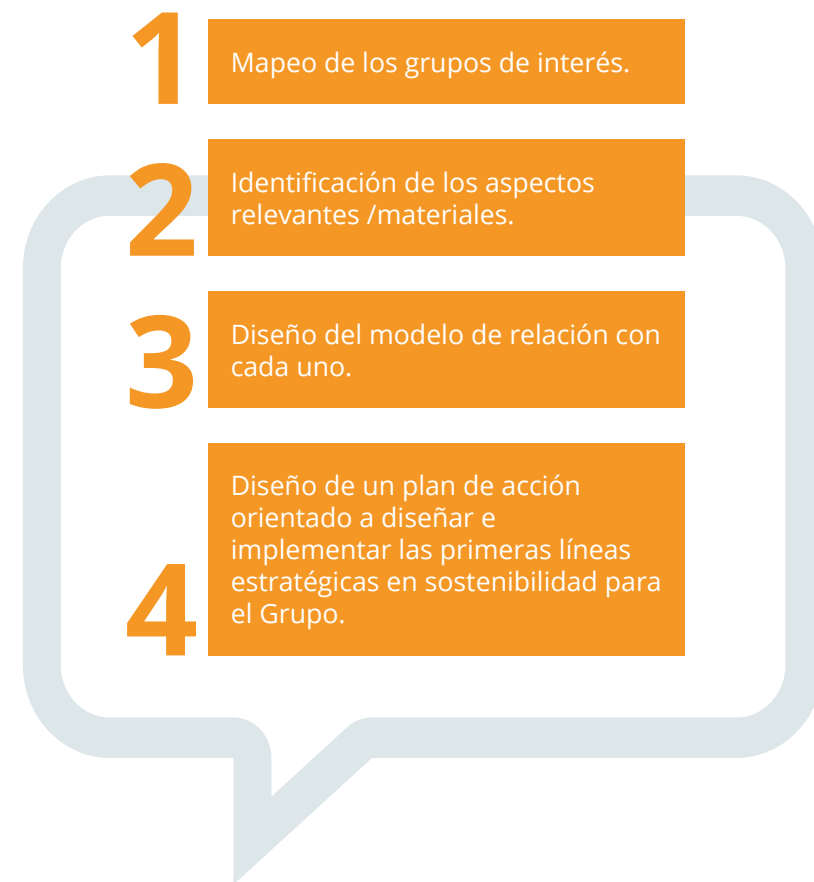 1
Mapeo de los grupos de interés.
2
Identificación de los aspectos
relevantes /materiales.
3
Diseño del modelo de relación con
cada uno.
4
Diseño de un plan de acción
orientado a diseñar e
implementar las primeras líneas
estratégicas en sostenibilidad para
el Grupo.